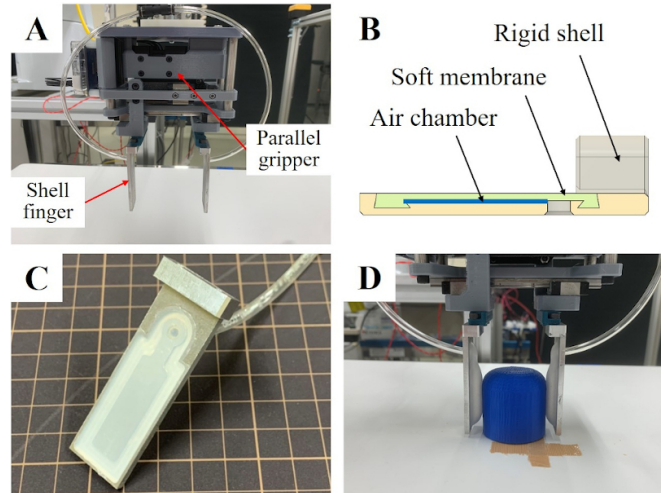 A
Parallel
gripper
Shell
finger
B
Rigid shell
Soft membrane
Air chamber
C
D